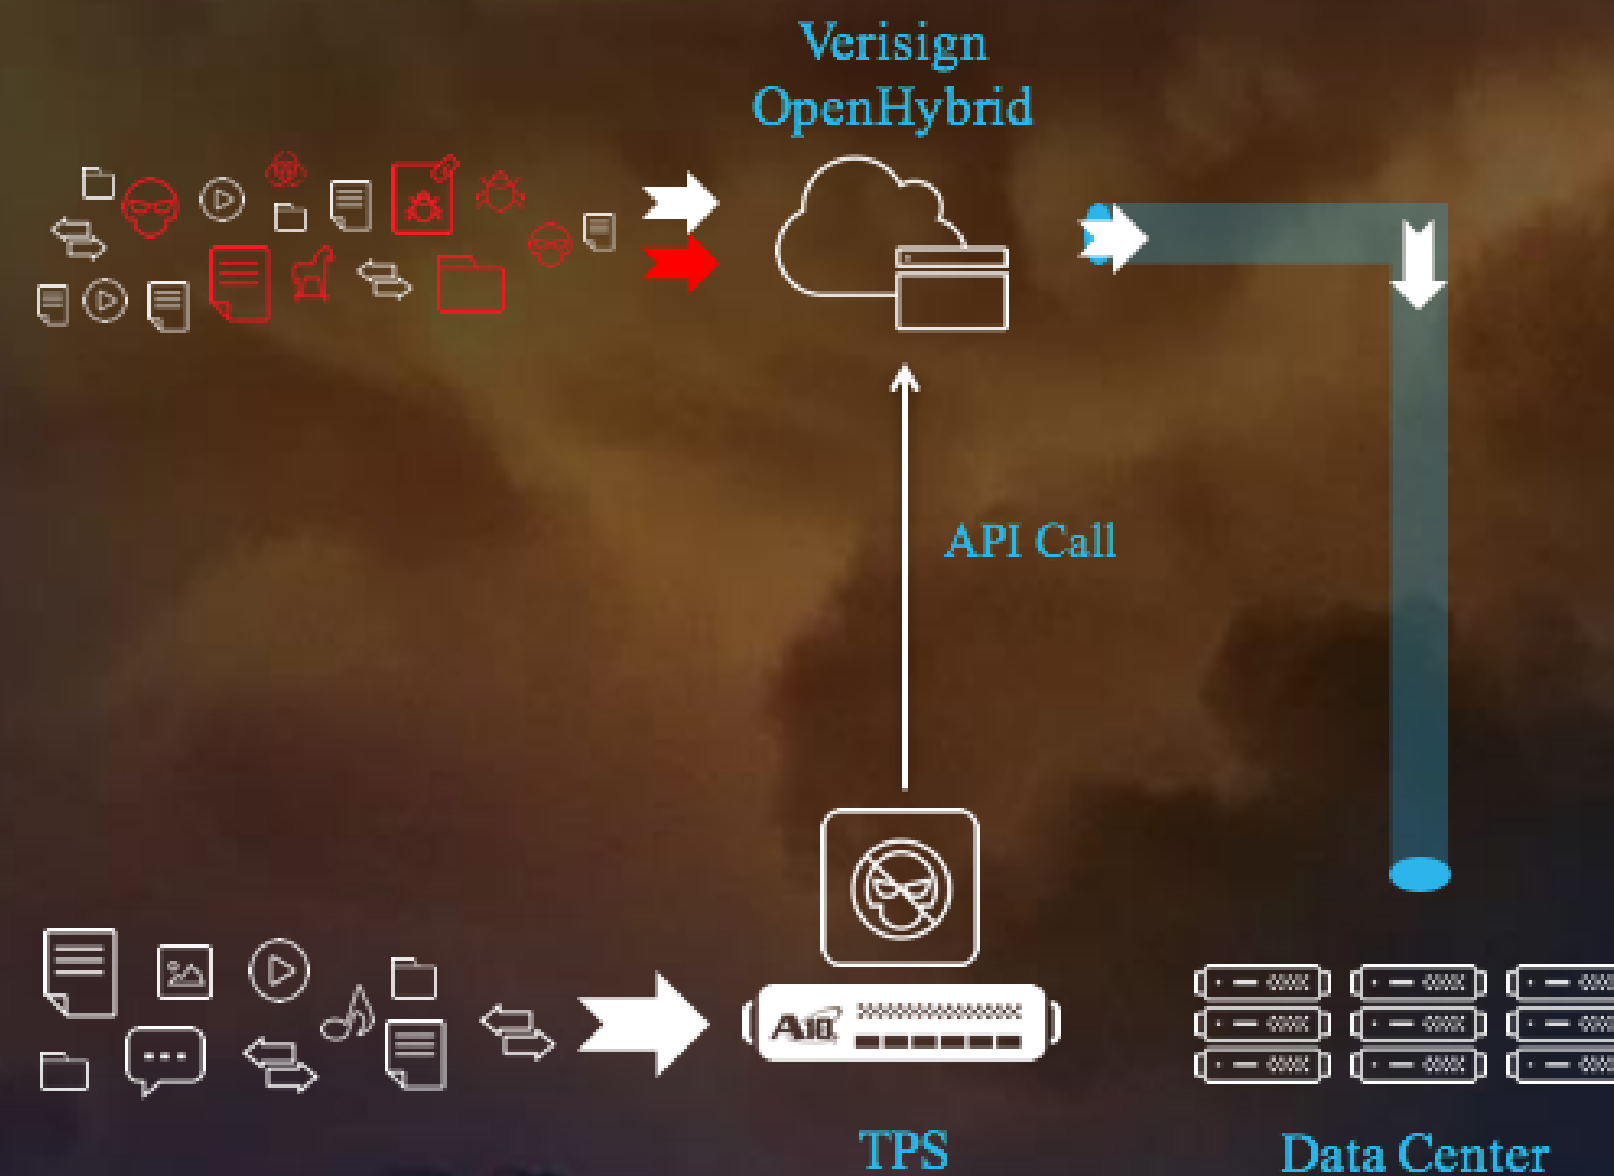 Verisign
OpenHybrid
API Call
A10
TPS
Data Center